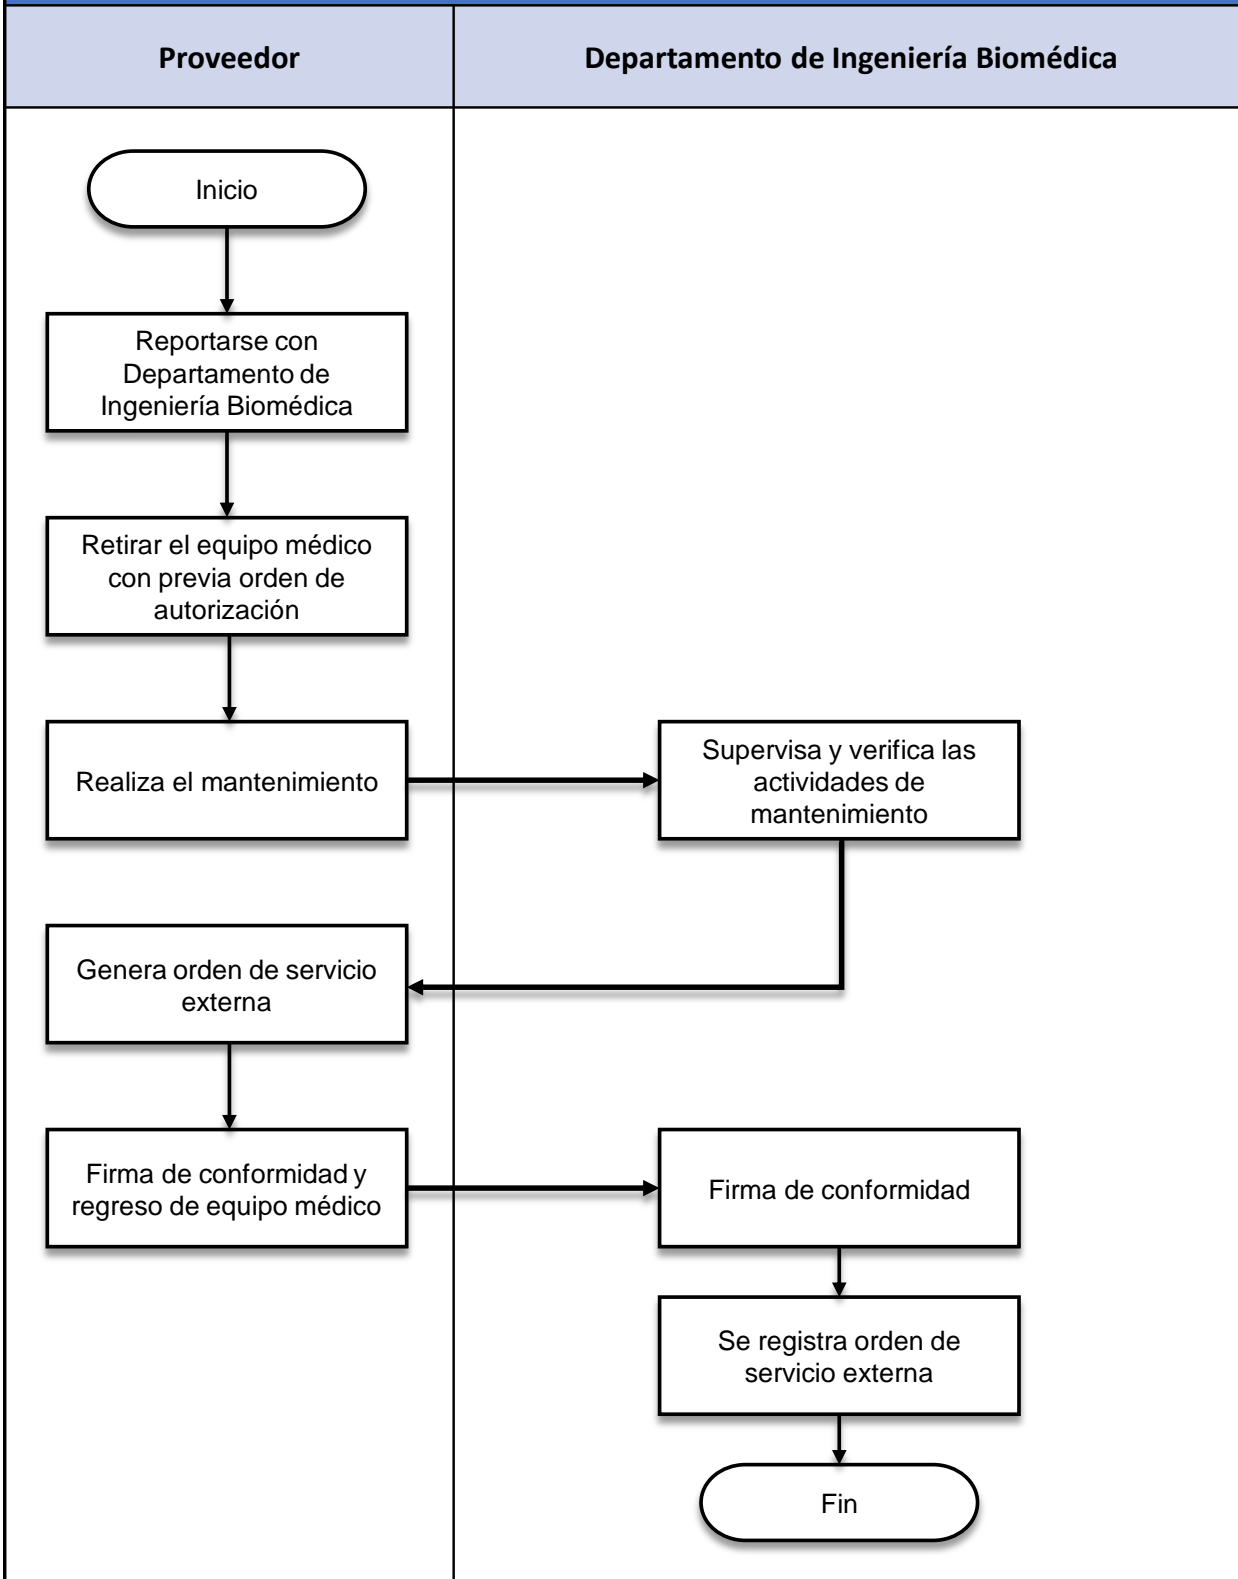 Proveedor
Departamento de Ingeniería Biomédica
Inicio
Reportarse con
Departamento de
Ingeniería Biomédica
Retirar el equipo médico
con previa orden de
autorización
Realiza el mantenimiento
Supervisa y verifica las
actividades de
mantenimiento
Genera orden de servicio
externa
Firma de conformidad y
regreso de equipo médico
Firma de conformidad
Se registra orden de
servicio externa
Fin